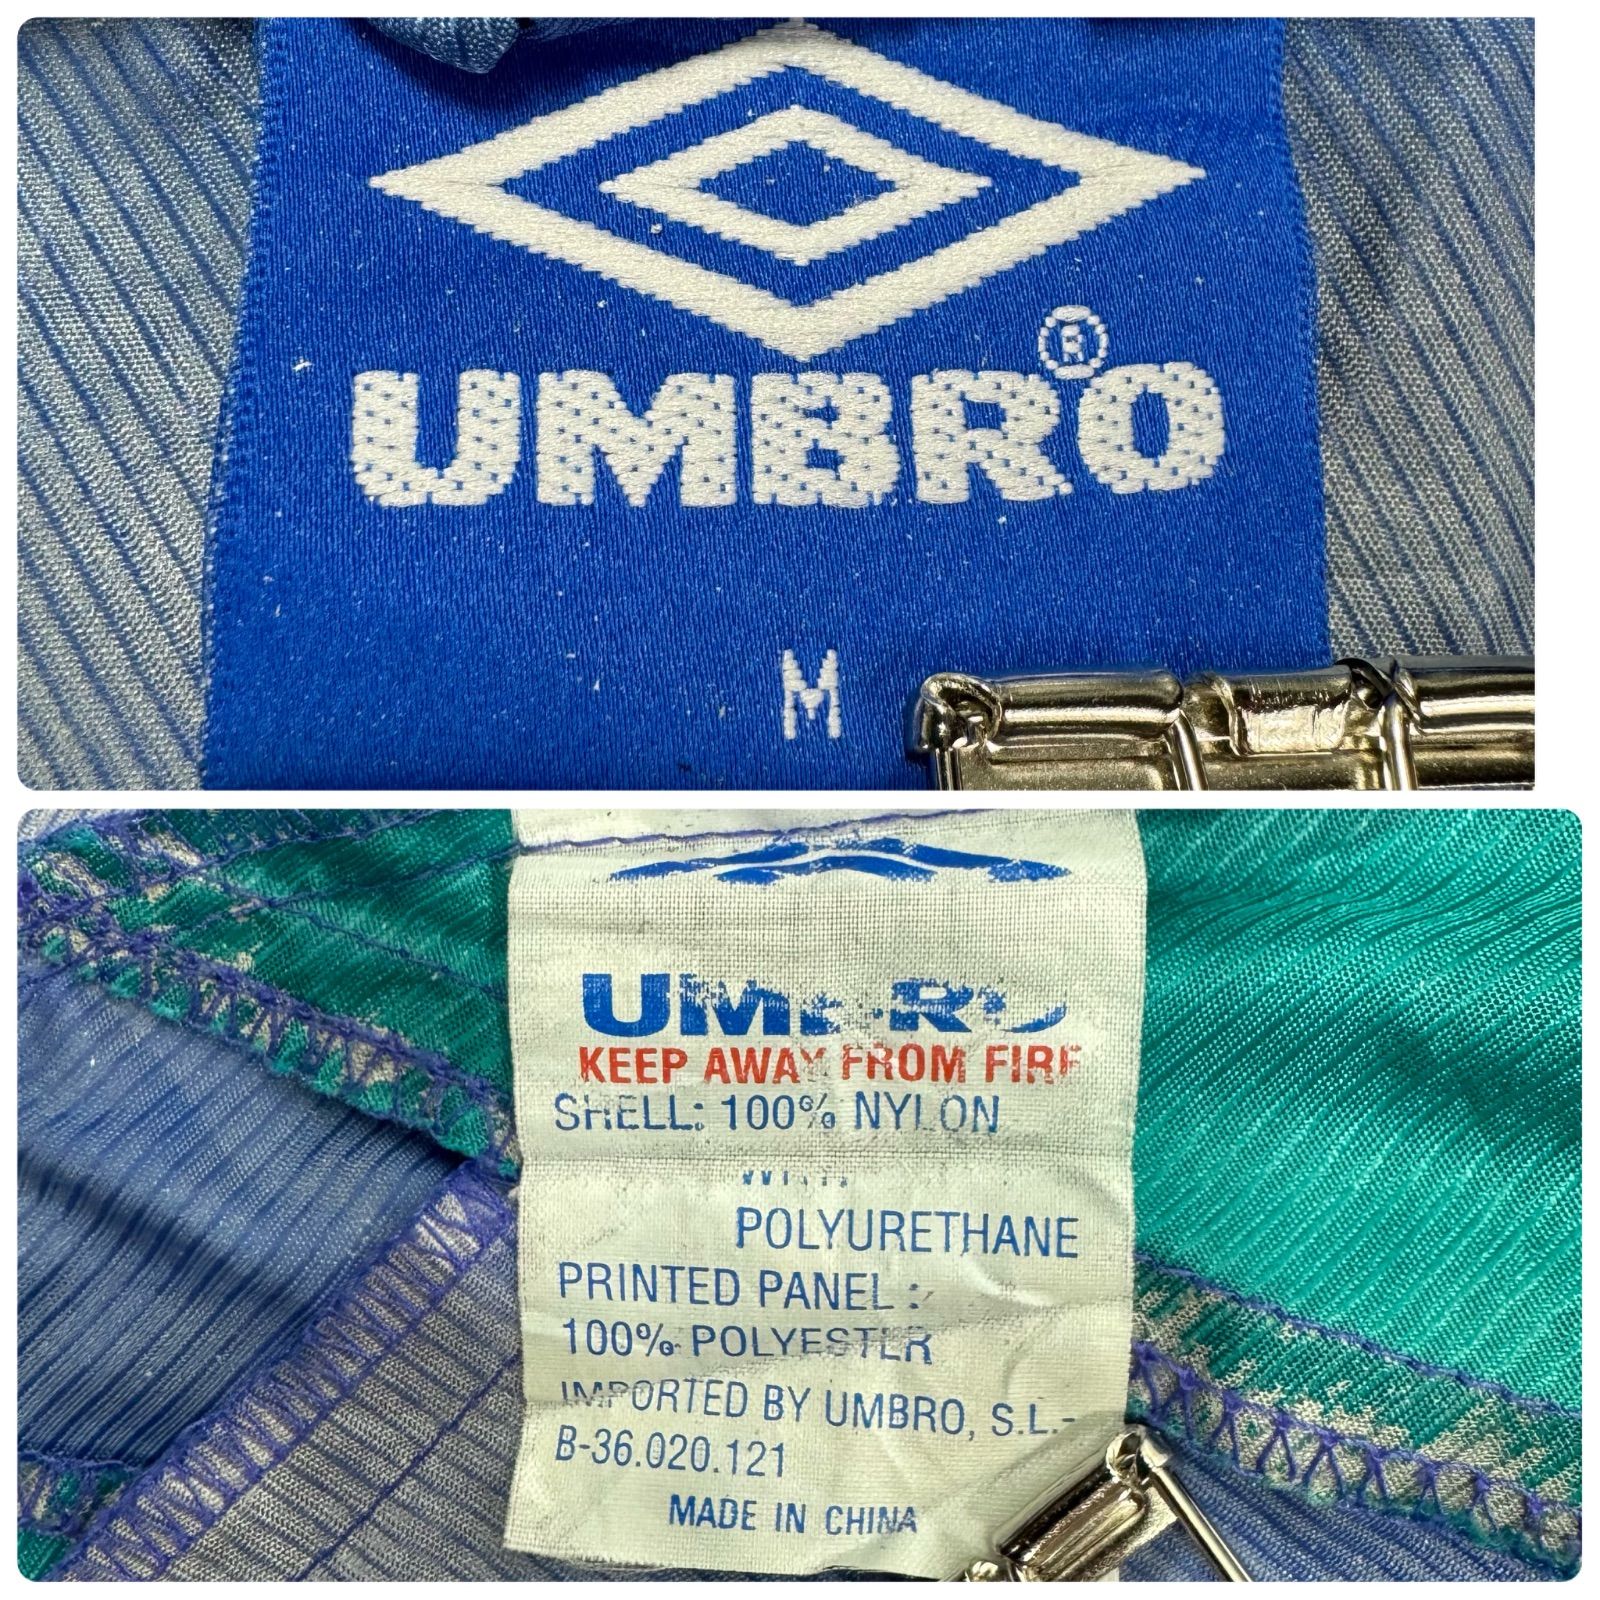 UMBRO®
M
UMBRO
KEEP AWAY FROM FIRE
SHELL: 100% NYLON
WITH
POLYURETHANE
PRINTED PANEL :
100% POLYESTER
IMPORTED BY UMBRO, S.L.-
B-36.020.121
MADE IN CHINA